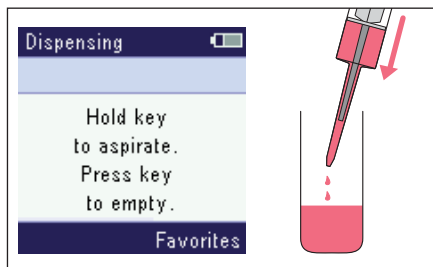 Dispensing
Hold key
to aspirate.
Press key
to empty.
Favorites